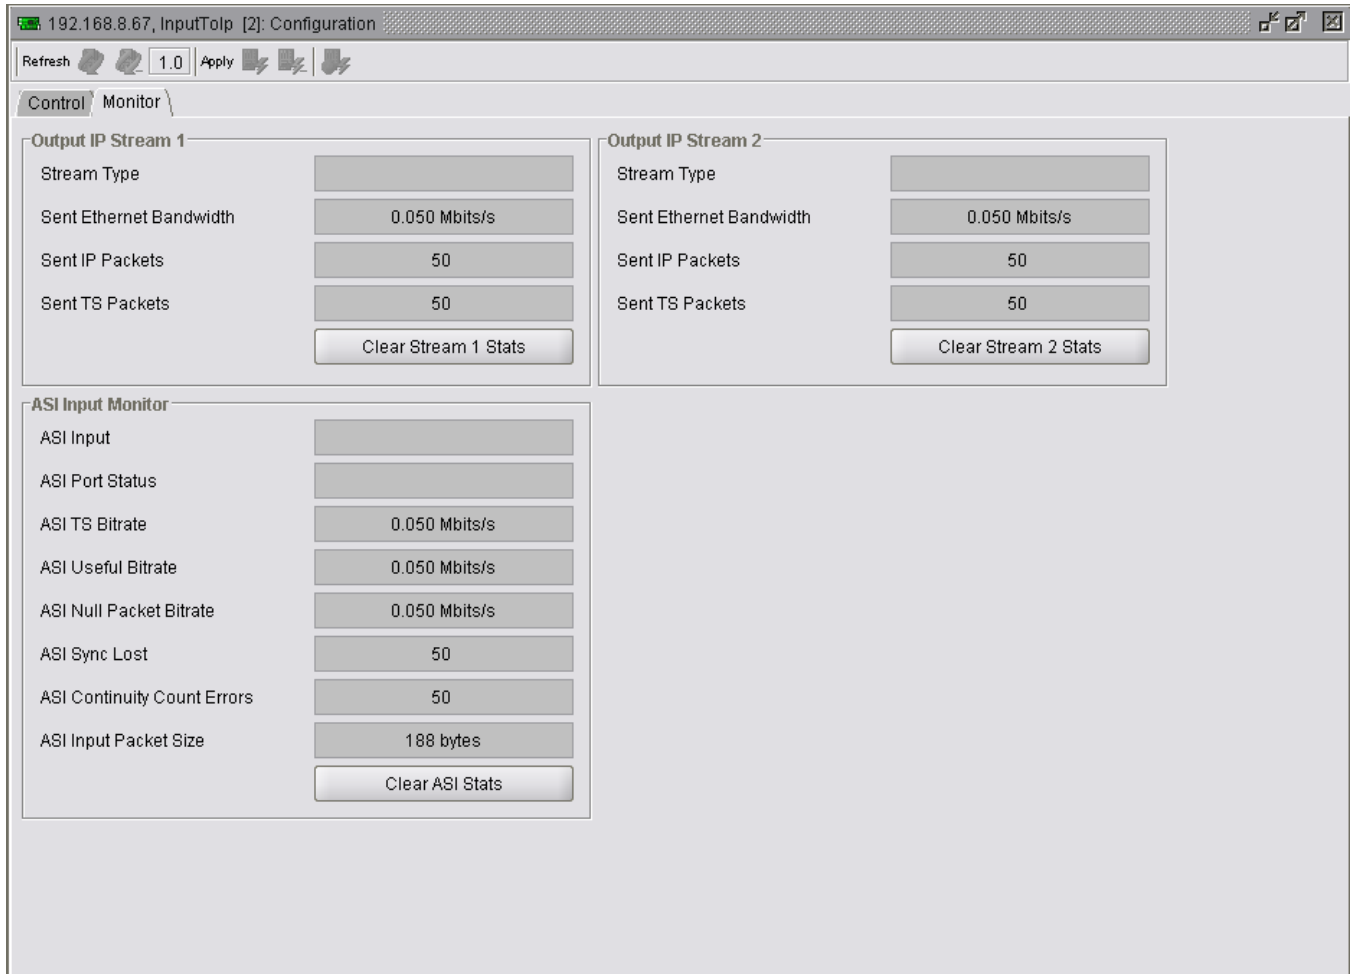 192.168.8.67, InputToIp [2]: Configuration
Refresh 1.0 Apply
Control Monitor
Output IP Stream 1
Stream Type
Sent Ethernet Bandwidth 0.050 Mbits/s
Sent IP Packets 50
Sent TS Packets 50
Clear Stream 1 Stats
Output IP Stream 2
Stream Type
Sent Ethernet Bandwidth 0.050 Mbits/s
Sent IP Packets 50
Sent TS Packets 50
Clear Stream 2 Stats
ASI Input Monitor
ASI Input
ASI Port Status
ASI TS Bitrate 0.050 Mbits/s
ASI Useful Bitrate 0.050 Mbits/s
ASI Null Packet Bitrate 0.050 Mbits/s
ASI Sync Lost 50
ASI Continuity Count Errors 50
ASI Input Packet Size 188 bytes
Clear ASI Stats